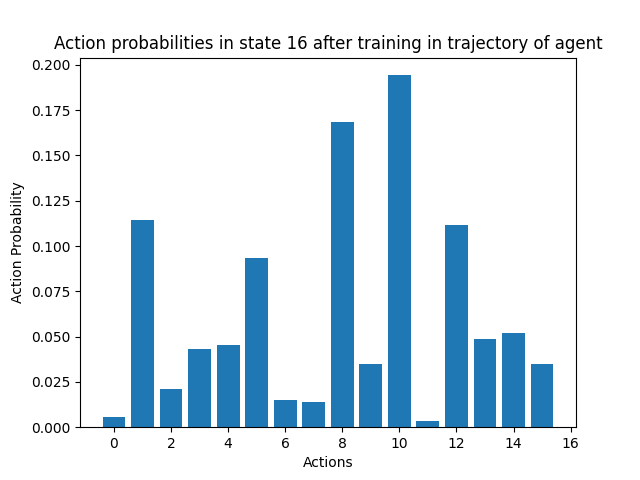 Action probabilities in state 16 after training in trajectory of agent
0.200
0.175
0.150
0.125
0.100
0.075
0.050
0.025
0.000
Action Probability
0 2 4 6 8 10 12 14 16
Actions